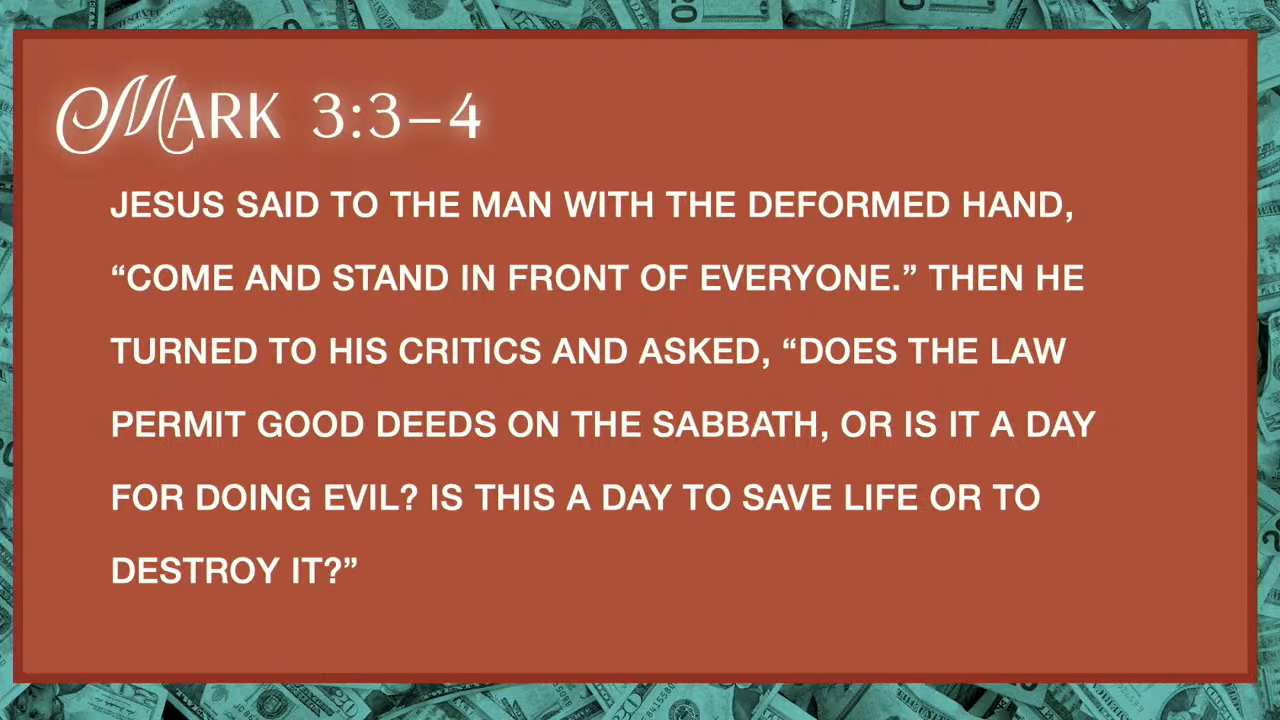 Mark 3:3–4
JESUS SAID TO THE MAN WITH THE DEFORMED HAND,
“COME AND STAND IN FRONT OF EVERYONE.” THEN HE
TURNED TO HIS CRITICS AND ASKED, “DOES THE LAW
PERMIT GOOD DEEDS ON THE SABBATH, OR IS IT A DAY
FOR DOING EVIL? IS THIS A DAY TO SAVE LIFE OR TO
DESTROY IT?”